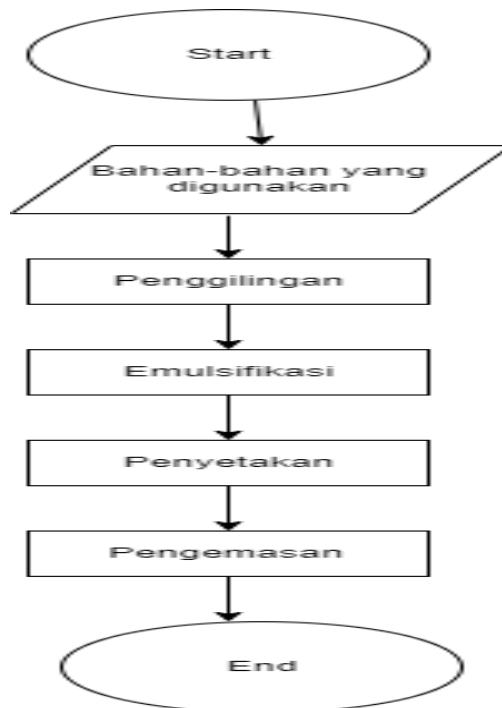 Start
Bahan-bahan yang
digunakan
Penggilingan
Emulsifikasi
Penyetakan
Pengemasan
End